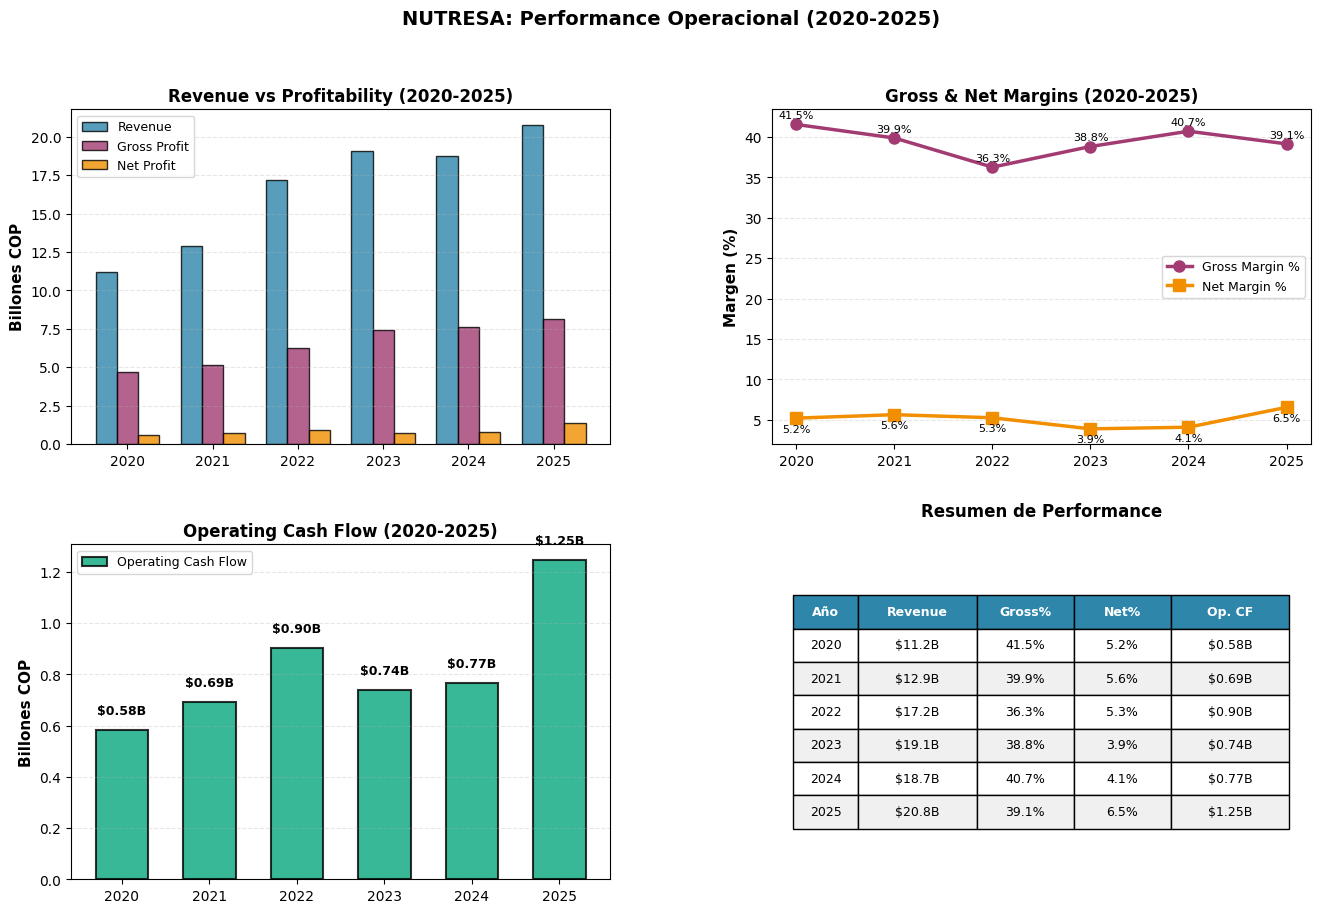 NUTRESA: Performance Operacional (2020-2025)
Revenue vs Profitability (2020-2025)
Revenue
Gross Profit
Net Profit
Billones COP
20.0
17.5
15.0
12.5
10.0
7.5
5.0
2.5
0.0
2020 2021 2022 2023 2024 2025
Gross & Net Margins (2020-2025)
Margen (%)
40
35
30
25
20
15
10
5
41.5% 39.9% 36.3% 38.8% 40.7% 39.1%
Gross Margin %
Net Margin %
5.2% 5.6% 5.3% 3.9% 4.1% 6.5%
2020 2021 2022 2023 2024 2025
Operating Cash Flow (2020-2025)
Operating Cash Flow
Billones COP
1.2
1.0
0.8
0.6
0.4
0.2
0.0
$0.58B $0.69B $0.90B $0.74B $0.77B $1.25B
2020 2021 2022 2023 2024 2025
Resumen de Performance
Año Revenue Gross% Net% Op. CF
2020 $11.2B 41.5% 5.2% $0.58B
2021 $12.9B 39.9% 5.6% $0.69B
2022 $17.2B 36.3% 5.3% $0.90B
2023 $19.1B 38.8% 3.9% $0.74B
2024 $18.7B 40.7% 4.1% $0.77B
2025 $20.8B 39.1% 6.5% $1.25B